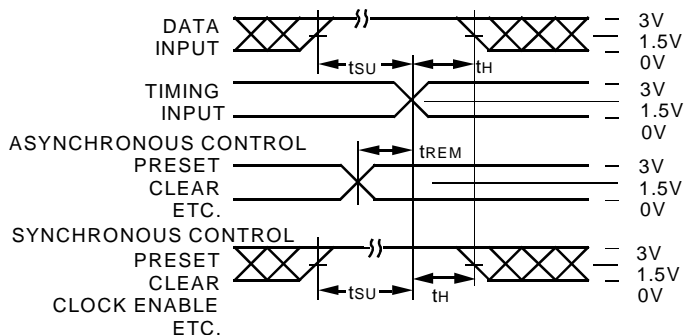 DATA
INPUT
tSU
tH
3V
1.5V
0V
TIMING
INPUT
3V
1.5V
0V
ASYNCHRONOUS CONTROL
PRESET
CLEAR
ETC.
tREM
3V
1.5V
0V
SYNCHRONOUS CONTROL
PRESET
CLEAR
CLOCK ENABLE
ETC.
tSU
tH
3V
1.5V
0V